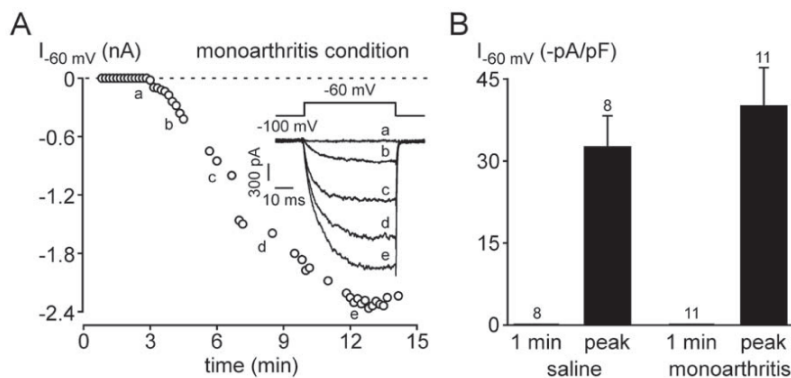 A
I-60 mV (nA)
monoarthritis condition
0
-0.6
-1.2
-1.8
-2.4
a
b
c
d
e
-60 mV
-100 mV
300 pA
10 ms
a
b
c
d
e
0 3 6 9 12 15
time (min)
B
I-60 mV (-pA/pF)
45
30
15
0
8
8
11
11
1 min peak 1 min peak
saline monoarthritis